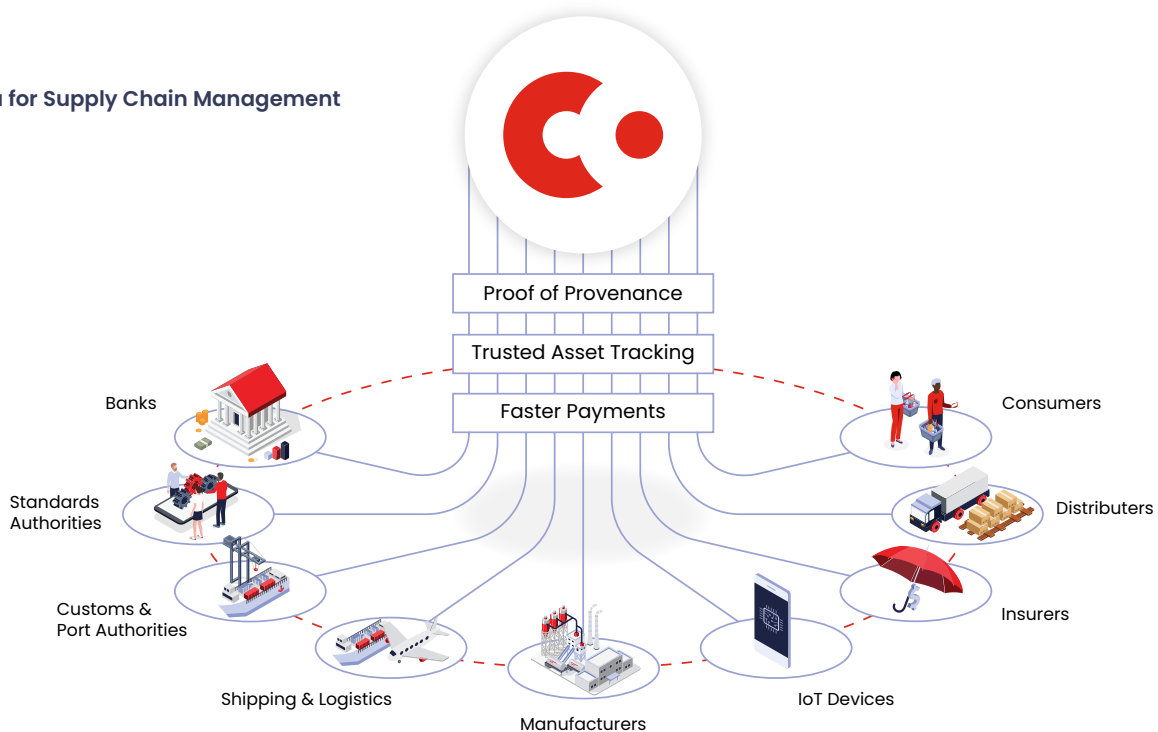 for Supply Chain Management
Proof of Provenance
Trusted Asset Tracking
Faster Payments
Banks
Consumers
Standards
Authorities
Distributers
Customs &
Port Authorities
Insurers
Shipping & Logistics
IoT Devices
Manufacturers